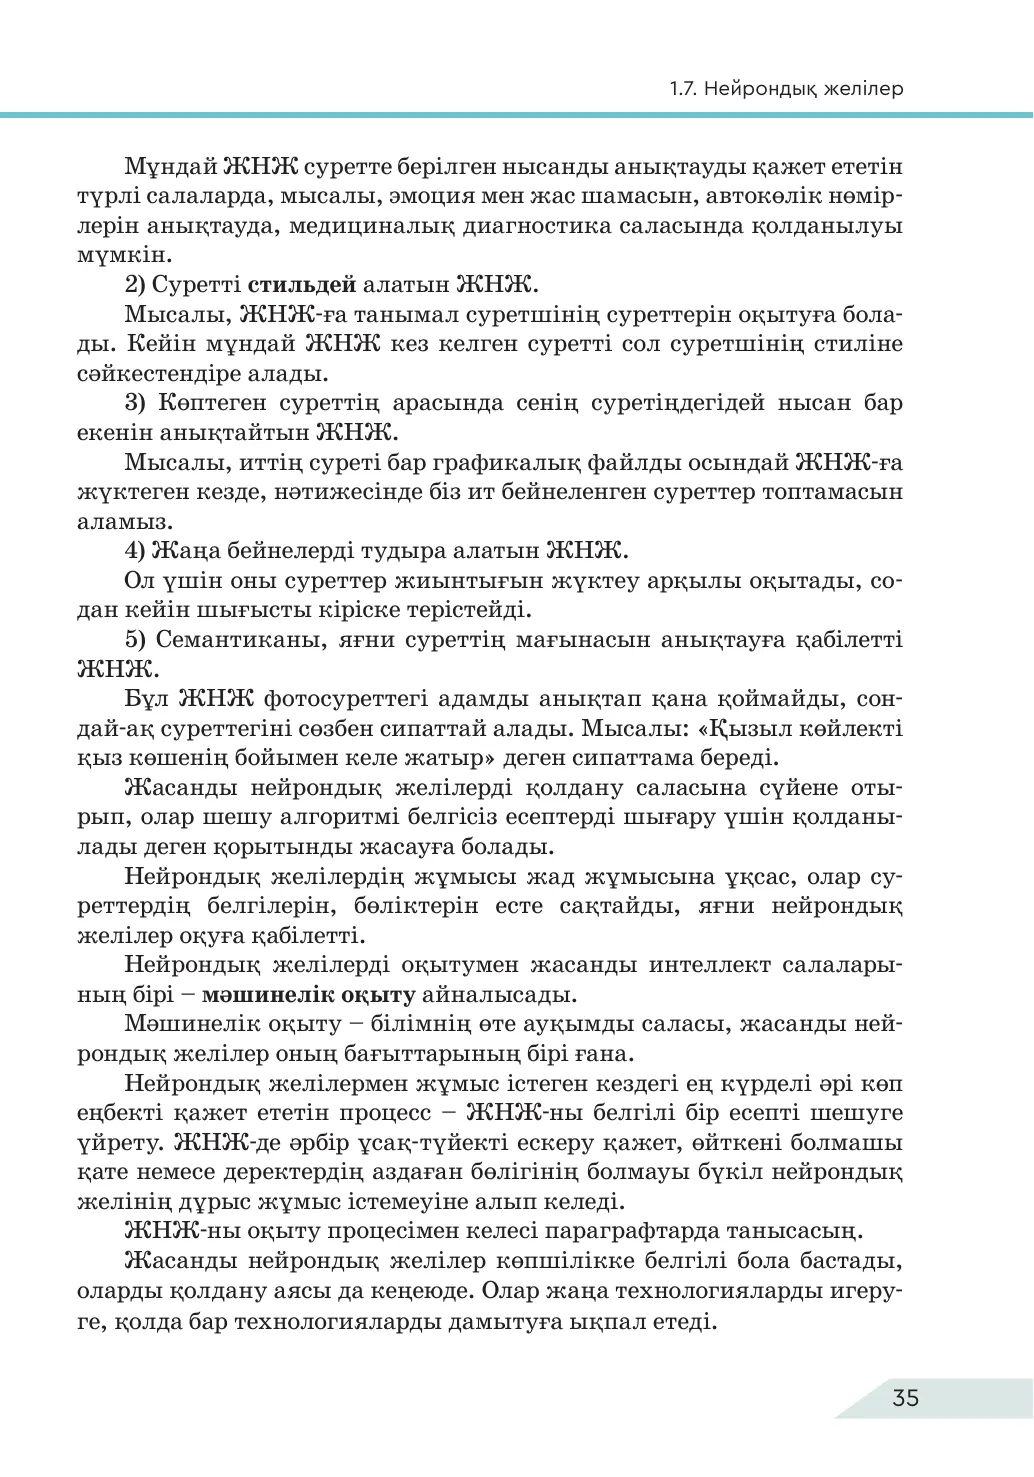 1.7. Нейрондық желілер
Мұндай ЖНЖ суретте берілген нысанды анықтауды қажет ететін
түрлі салаларда, мысалы, эмоция мен жас шамасын, автокөлік нөмір-
лерін анықтауда, медициналық диагностика саласында қолданылуы
мүмкін.
2) Суретті стильдей алатын ЖНЖ.
Мысалы, ЖНЖ-ға танымал суретшінің суреттерін оқытуға бола-
ды. Кейін мұндай ЖНЖ кез келген суретті сол суретшінің стиліне
сәйкестендіре алады.
3) Көптеген суреттің арасында сенің суретіңдегідей нысан бар
екенін анықтайтын ЖНЖ.
Мысалы, иттің суреті бар графикалық файлды осындай ЖНЖ-ға
жүктеген кезде, нәтижесінде біз ит бейнеленген суреттер топтамасын
аламыз.
4) Жаңа бейнелерді тудыра алатын ЖНЖ.
Ол үшін оны суреттер жиынтығын жүктеу арқылы оқытады, со-
дан кейін шығысты кіріске терістейді.
5) Семантиканы, яғни суреттің мағынасын анықтауға қабілетті
ЖНЖ.
Бұл ЖНЖ фотосуреттегі адамды анықтап қана қоймайды, сон-
дай-ақ суреттегіні сөзбен сипаттай алады. Мысалы: «Қызыл көйлекті
қыз көшенің бойымен келе жатыр» деген сипаттама береді.
Жасанды нейрондық желілерді қолдану саласына сүйене оты-
рып, олар шешу алгоритмі белгісіз есептерді шығару үшін қолданы-
лады деген қорытынды жасауға болады.
Нейрондық желілердің жұмысы жад жұмысына ұқсас, олар су-
реттердің белгілерін, бөліктерін есте сақтайды, яғни нейрондық
желілер оқуға қабілетті.
Нейрондық желілерді оқытумен жасанды интеллект салалары-
ның бірі – мәшинелік оқыту айналысады.
Мәшинелік оқыту – білімнің өте ауқымды саласы, жасанды ней-
рондық желілер оның бағыттарының бірі ғана.
Нейрондық желілермен жұмыс істеген кездегі ең күрделі әрі көп
еңбекті қажет ететін процесс – ЖНЖ-ны белгілі бір есепті шешуге
үйрету. ЖНЖ-де әрбір ұсақ-түйекті ескеру қажет, өйткені болмашы
қате немесе деректердің аздаған бөлігінің болмауы бүкіл нейрондық
желінің дұрыс жұмыс істемеуіне алып келеді.
ЖНЖ-ны оқыту процесімен келесі параграфтарда танысасың.
Жасанды нейрондық желілер көпшілікке белгілі бола бастады,
оларды қолдану аясы да кеңеюде. Олар жаңа технологияларды игеру-
ге, қолда бар технологияларды дамытуға ықпал етеді.
35